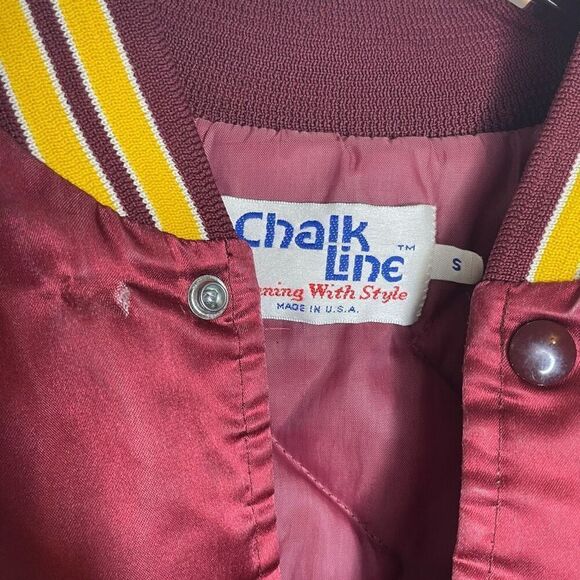 Chalk
Line™
With Style
MADE IN U.S.A.
S